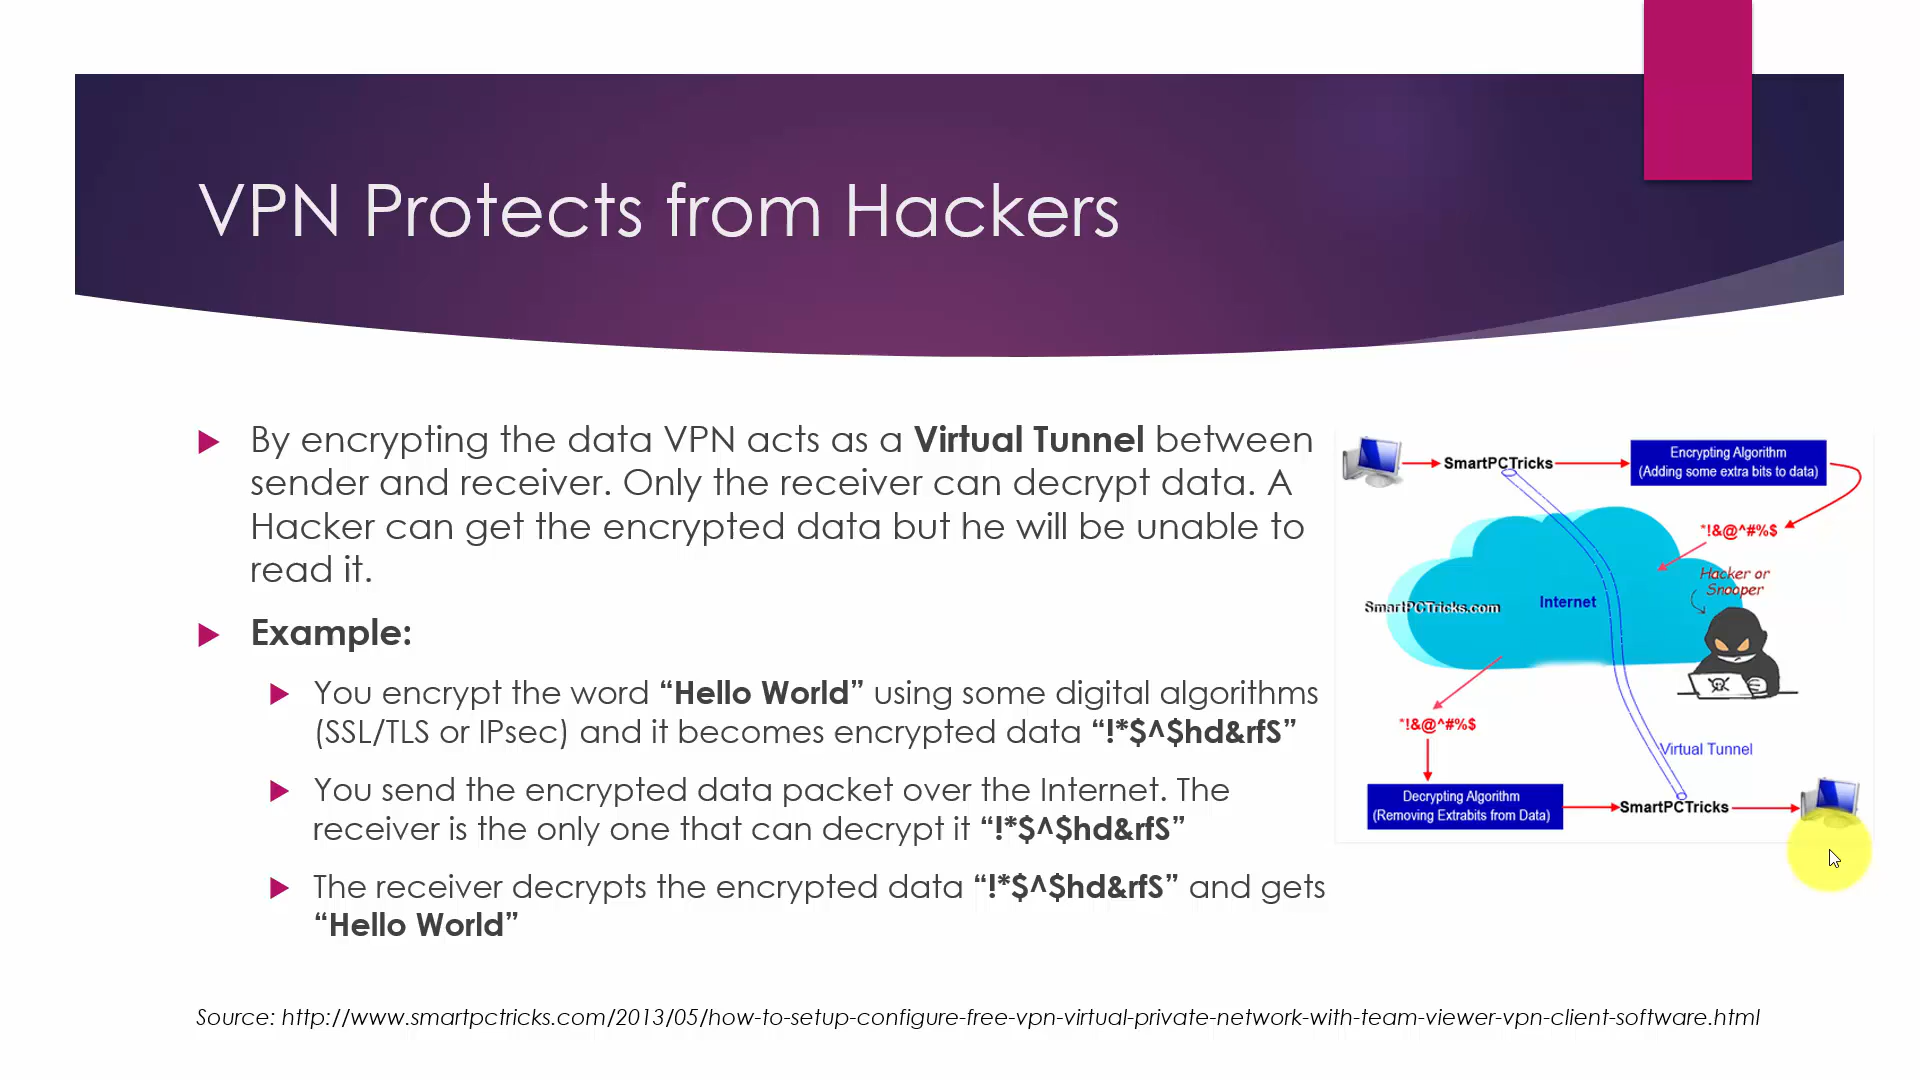 VPN Protects from Hackers
By encrypting the data VPN acts as a Virtual Tunnel between
sender and receiver. Only the receiver can decrypt data. A
Hacker can get the encrypted data but he will be unable to
read it.
Example:
You encrypt the word “Hello World” using some digital algorithms
(SSL/TLS or IPsec) and it becomes encrypted data “!*$^$hd&rfS”
You send the encrypted data packet over the Internet. The
receiver is the only one that can decrypt it “!*$^$hd&rfS”
The receiver decrypts the encrypted data “!*$^$hd&rfS” and gets
“Hello World”
SmartPCTricks
Encrypting Algorithm
(Adding some extra bits to data)
*!&@^#%$
Hacker or
Snooper
Internet
SmartPCTricks.com
*!&@^#%$
Virtual Tunnel
Decrypting Algorithm
(Removing Extrabits from Data)
SmartPCTricks
Source: http://www.smartpctricks.com/2013/05/how-to-setup-configure-free-vpn-virtual-private-network-with-team-viewer-vpn-client-software.html